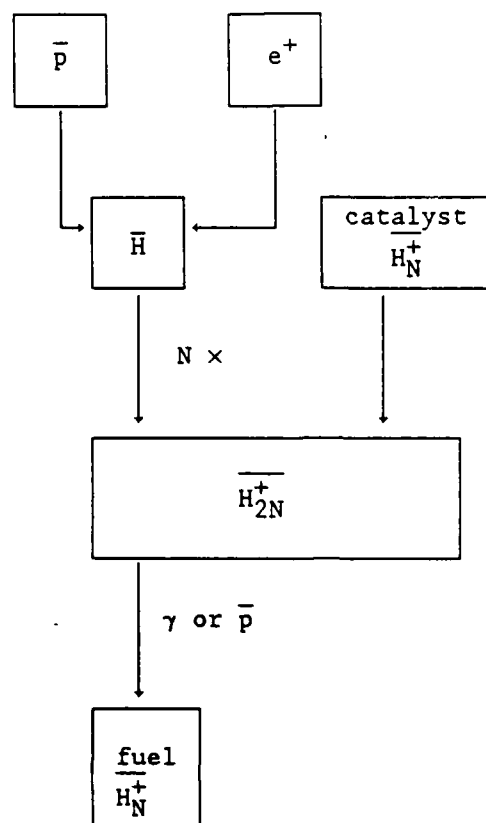 p̅
e⁺
H̅
catalyst
H̅_N⁺
N ×
H̅_2N⁺
γ or p̅
fuel
H̅_N⁺